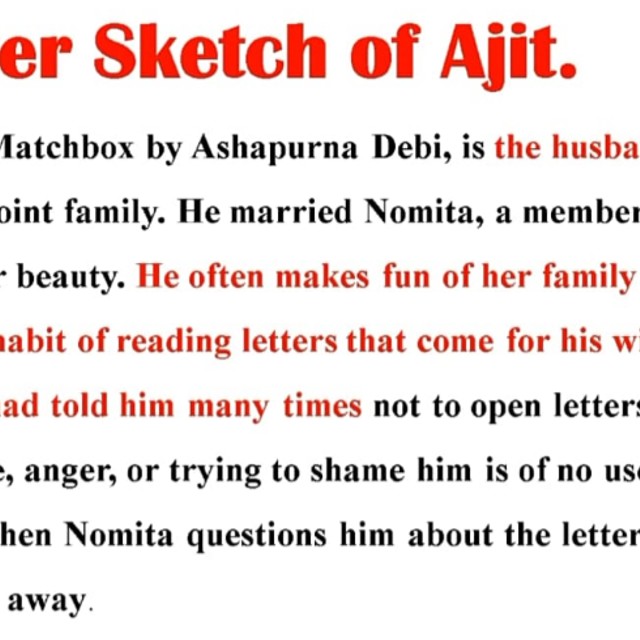 er Sketch of Ajit.
Matchbox by Ashapurna Debi, is the husba
oint family. He married Nomita, a member
r beauty. He often makes fun of her family
habit of reading letters that come for his wi
ad told him many times not to open letters
e, anger, or trying to shame him is of no use
hen Nomita questions him about the letter
away.